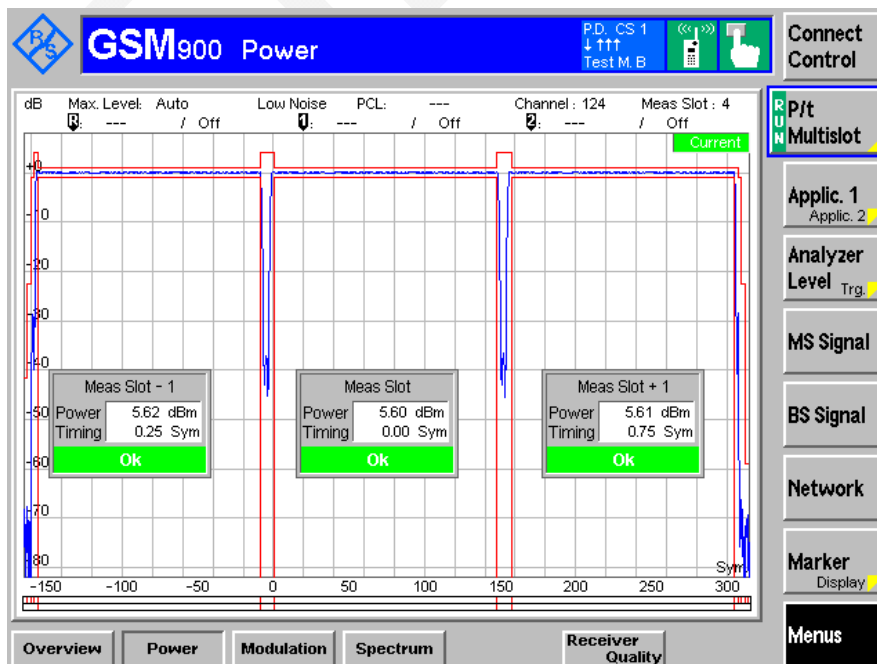 R&S
GSM900 Power
P.D. CS 1
Test M. B
Connect Control
dB Max. Level: Auto Low Noise PCL: --- Channel : 124 Meas Slot : 4
R: --- / Off 1: --- / Off 2: --- / Off
Current
RUN P/t Multislot
Applic. 1
Applic. 2
Analyzer Level Trg.
MS Signal
BS Signal
Network
Marker
Display
Menus
+0
-10
-20
-30
-40
-50
-60
-70
-80
Meas Slot - 1
Power 5.62 dBm
Timing 0.25 Sym
Ok
Meas Slot
Power 5.60 dBm
Timing 0.00 Sym
Ok
Meas Slot + 1
Power 5.61 dBm
Timing 0.75 Sym
Ok
Sym
-150 -100 -50 0 50 100 150 200 250 300
Overview Power Modulation Spectrum Receiver Quality